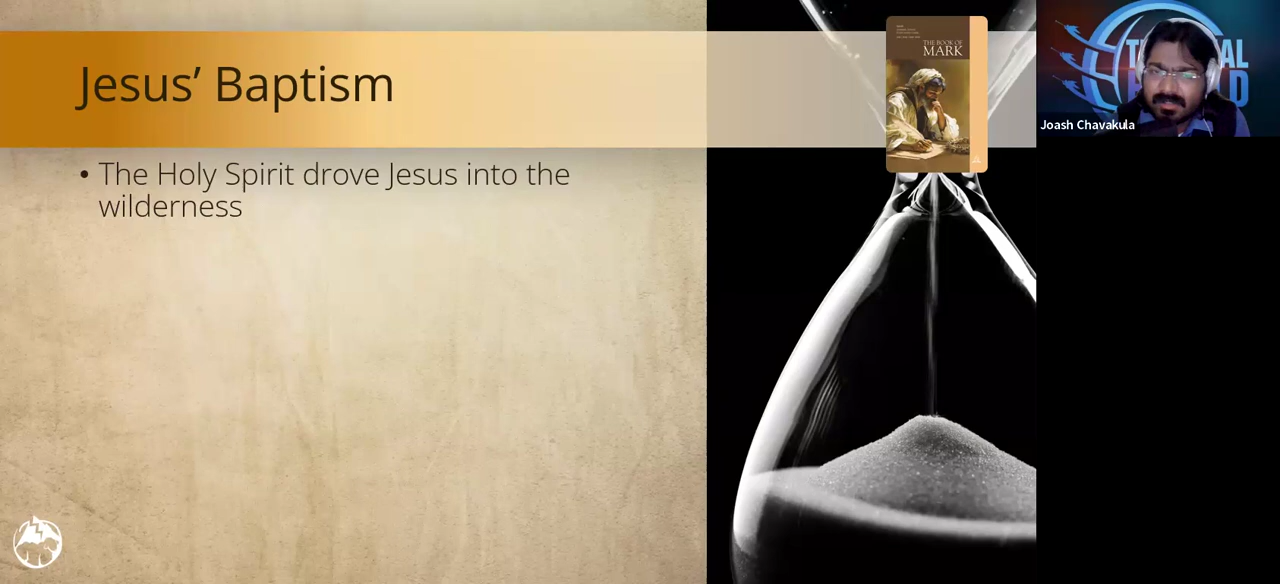 Jesus’ Baptism
• The Holy Spirit drove Jesus into the
wilderness
THE BOOK OF
MARK
Joash Chavakula